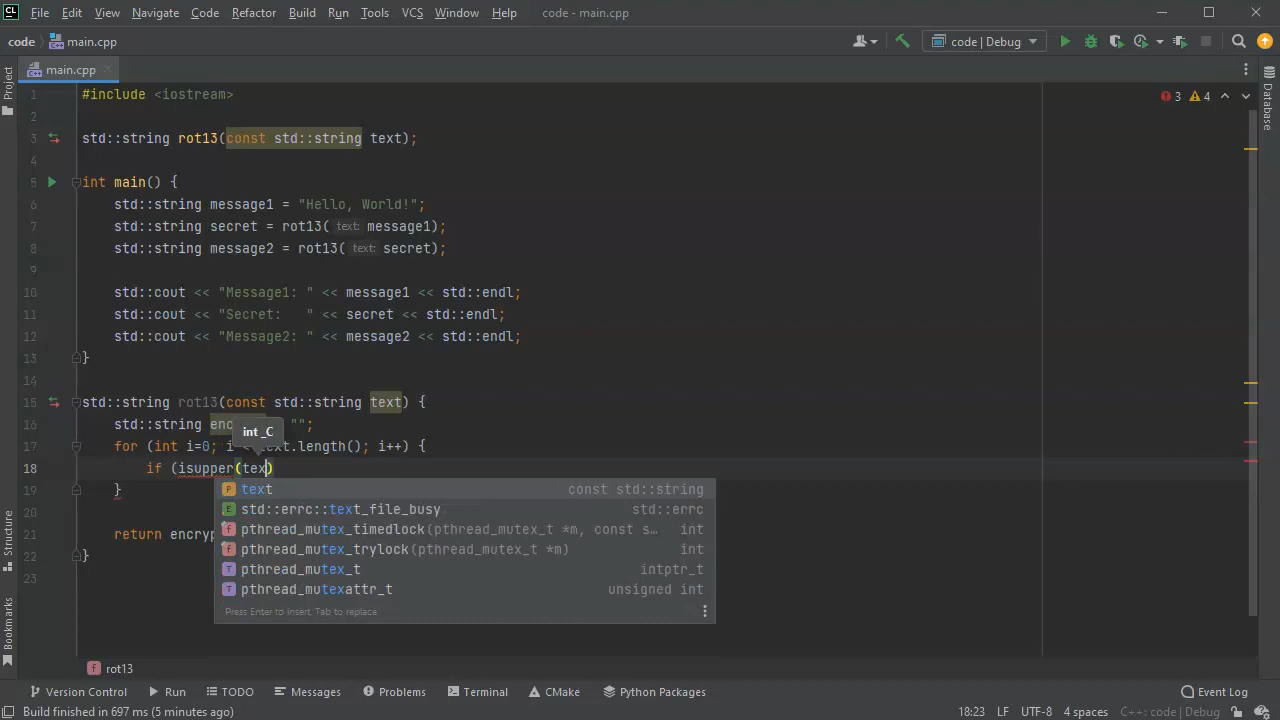 CL File Edit View Navigate Code Refactor Build Run Tools VCS Window Help code - main.cpp
code main.cpp code | Debug
main.cpp
Project
Database
1 #include <iostream> 3 4
2
3 std::string rot13(const std::string text);
4
5 int main() {
6 std::string message1 = "Hello, World!";
7 std::string secret = rot13( text: message1);
8 std::string message2 = rot13( text: secret);
9
10 std::cout << "Message1: " << message1 << std::endl;
11 std::cout << "Secret:   " << secret << std::endl;
12 std::cout << "Message2: " << message2 << std::endl;
13 }
14
15 std::string rot13(const std::string text) {
16 std::string enc "";
int _C
17 for (int i=0; i < text.length(); i++) {
18 if (isupper(tex)
19 }
text const std::string
std::errc::text_file_busy std::errc
pthread_mutex_timedlock(pthread_mutex_t *m, const s… int
pthread_mutex_trylock(pthread_mutex_t *m) int
pthread_mutex_t intptr_t
pthread_mutexattr_t unsigned int
Press Enter to insert, Tab to replace
20
21 return encryp
22 }
23
Structure
Bookmarks
f rot13
Version Control Run TODO Messages Problems Terminal CMake Python Packages Event Log
Build finished in 697 ms (5 minutes ago) 18:23 LF UTF-8 4 spaces C++: code | Debug